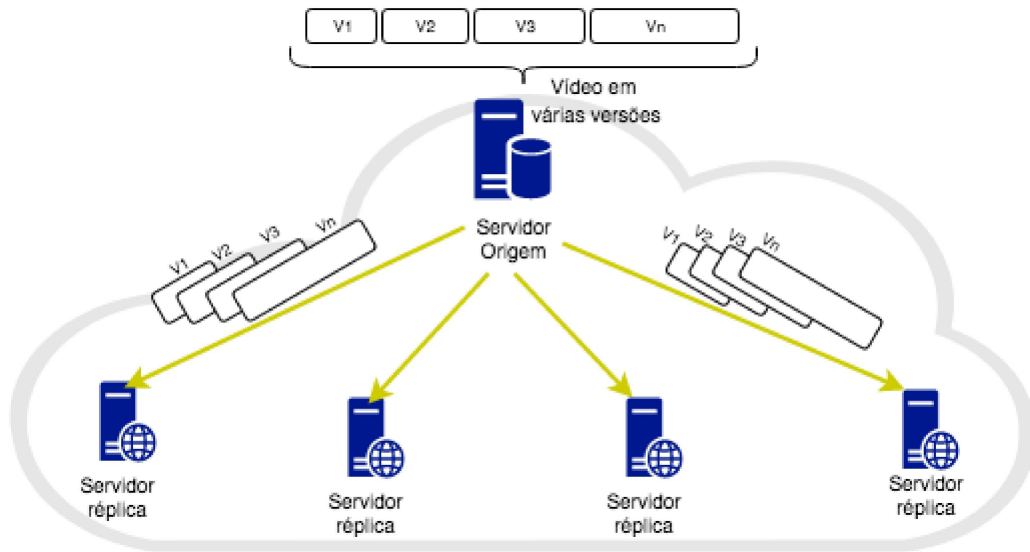 V1 V2 V3 Vn
Vídeo em
várias versões
Servidor
Origem
V1 V2 V3 Vn
V1 V2 V3 Vn
Servidor
réplica
Servidor
réplica
Servidor
réplica
Servidor
réplica